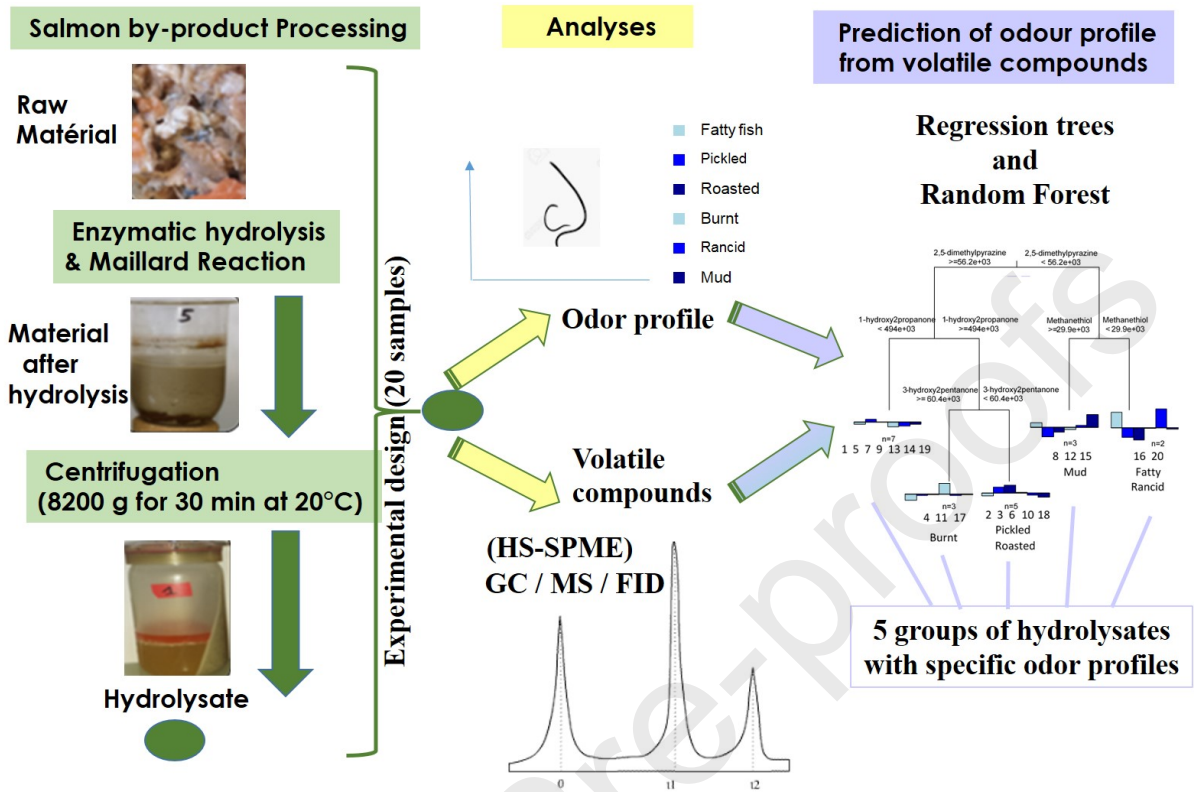 Salmon by-product Processing
Raw
Matérial
Enzymatic hydrolysis
& Maillard Reaction
5
Material
after
hydrolysis
Centrifugation
(8200 g for 30 min at 20°C)
Hydrolysate
Experimental design (20 samples)
Analyses
Fatty fish
Pickled
Roasted
Burnt
Rancid
Mud
Odor profile
Volatile
compounds
(HS-SPME)
GC / MS / FID
0 t1 t2
Prediction of odour profile
from volatile compounds
Regression trees
and
Random Forest
2,5-dimethylpyrazine 2,5-dimethylpyrazine
>=56.2e+03 < 56.2e+03
1-hydroxy2propanone 1-hydroxy2propanone
< 494e+03 >=494e+03
Methanethiol Methanethiol
>=29.9e+03 < 29.9e+03
3-hydroxy2pentanone 3-hydroxy2pentanone
>= 60.4e+03 < 60.4e+03
n=7
1 5 7 9 13 14 19
n=3
8 12 15
Mud
n=2
16 20
Fatty
Rancid
n=3
4 11 17
Burnt
n=5
2 3 6 10 18
Pickled
Roasted
5 groups of hydrolysates
with specific odor profiles
re-proofs